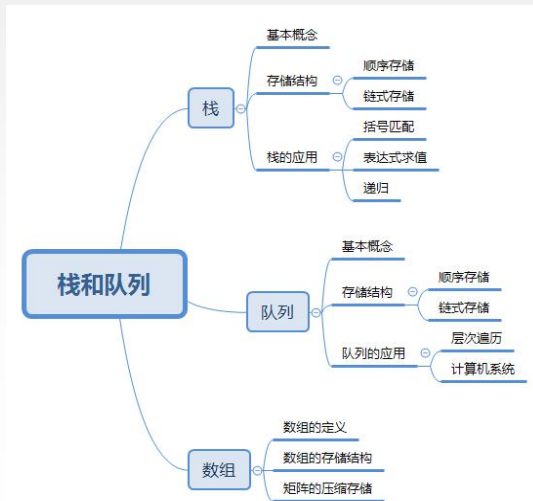 栈和队列
栈
基本概念
存储结构
顺序存储
链式存储
栈的应用
括号匹配
表达式求值
递归
队列
基本概念
存储结构
顺序存储
链式存储
队列的应用
层次遍历
计算机系统
数组
数组的定义
数组的存储结构
矩阵的压缩存储